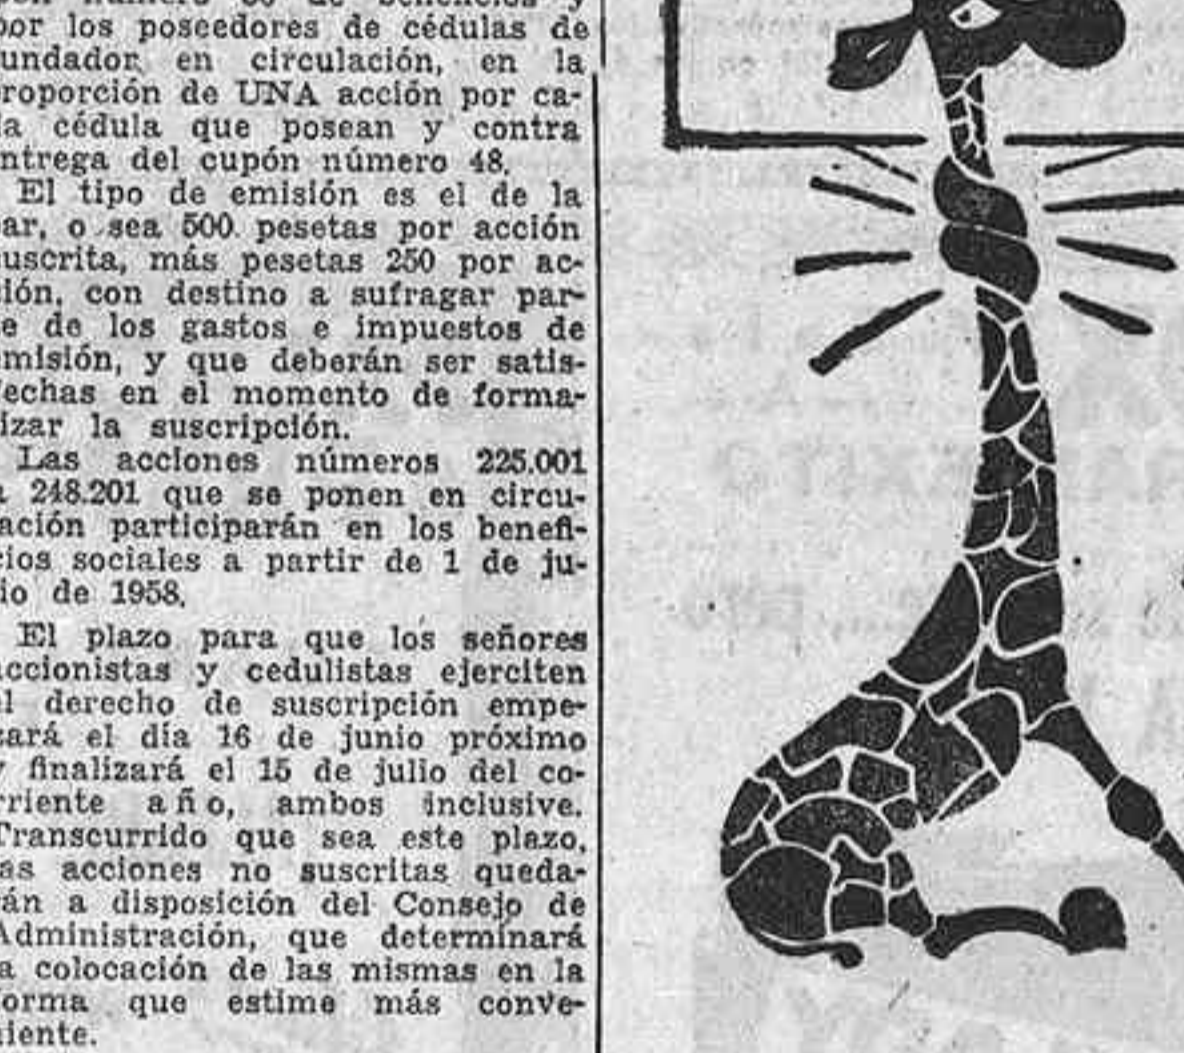 por los poseedores de cédulas de
undador, en circulación, en la
roporción de UNA acción por ca-
la cédula que posean y contra
ntrega del cupón número 48.
El tipo de emisión es el de la
ar, o sea 500 pesetas por acción
uscrita, más pesetas 250 por ac-
ión, con destino a sufragar par-
e de los gastos e impuestos de
misión, y que deberán ser satis-
fechas en el momento de forma-
izar la suscripción.
Las acciones números 225.001
a 248.201 que se ponen en circu-
ación participarán en los benefi-
cios sociales a partir de 1 de ju-
io de 1958.
El plazo para que los señores
accionistas y cedulistas ejerciten
el derecho de suscripción empe-
zará el día 16 de junio próximo
y finalizará el 15 de julio del co-
rriente año, ambos inclusive.
Transcurrido que sea este plazo,
as acciones no suscritas queda-
rán a disposición del Consejo de
Administración, que determinará
la colocación de las mismas en la
forma que estime más conve-
niente.